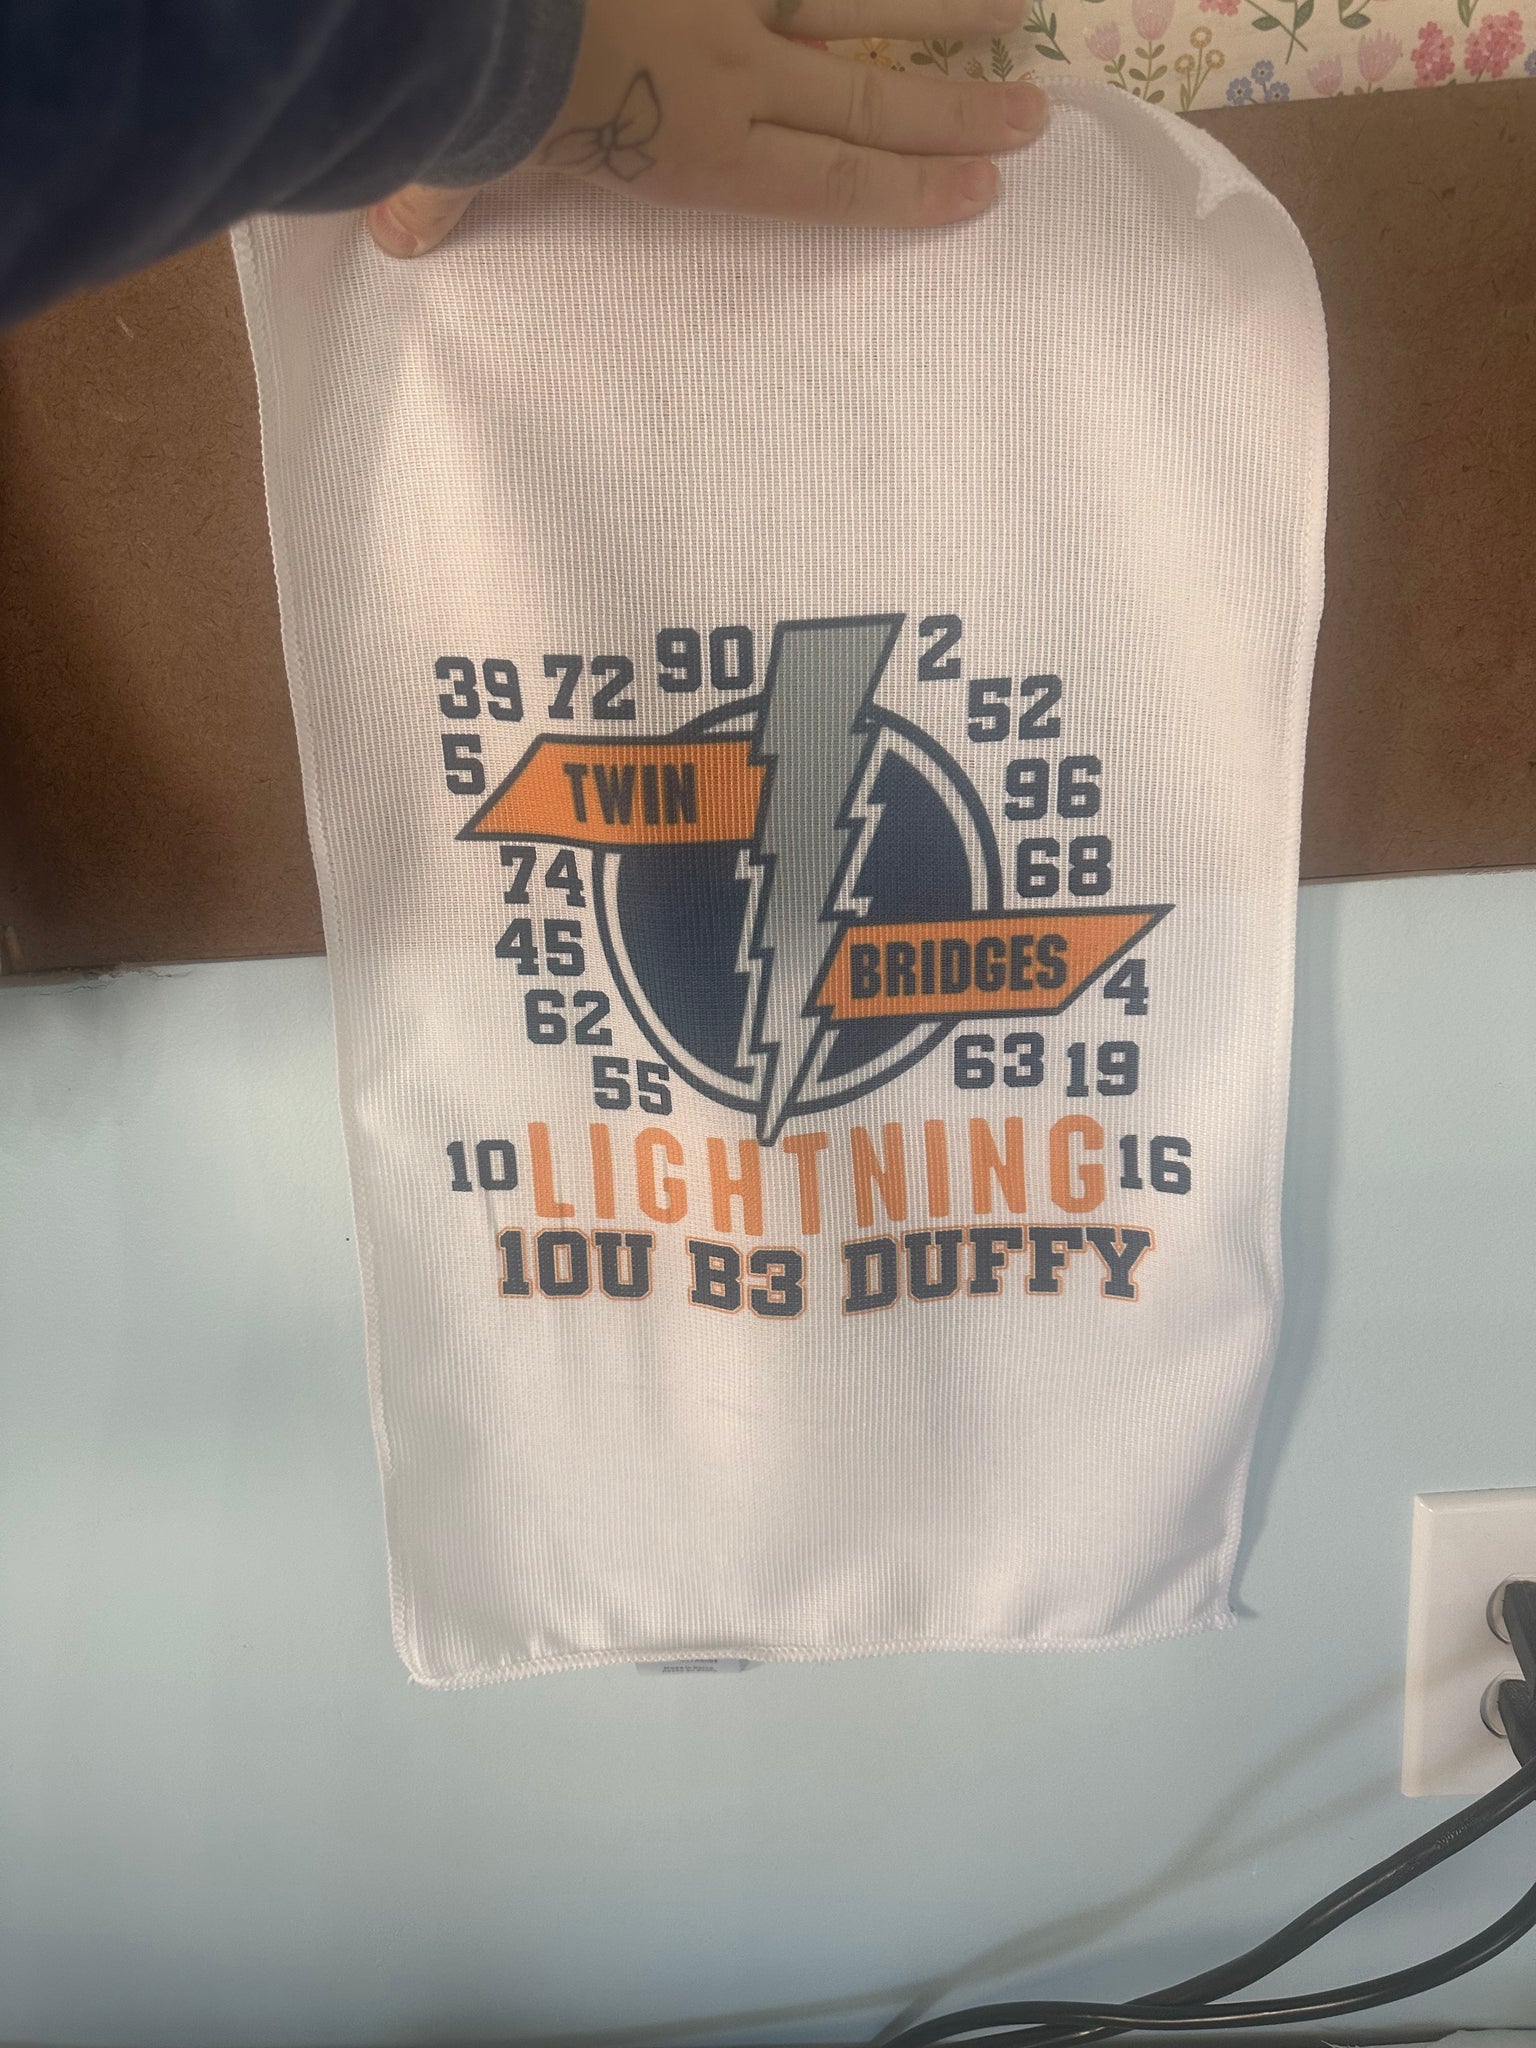 39 72 90 2
52
5 TWIN 96
74 68
45 BRIDGES 4
62
55 63 19
10 LIGHTNING 16
10U B3 DUFFY